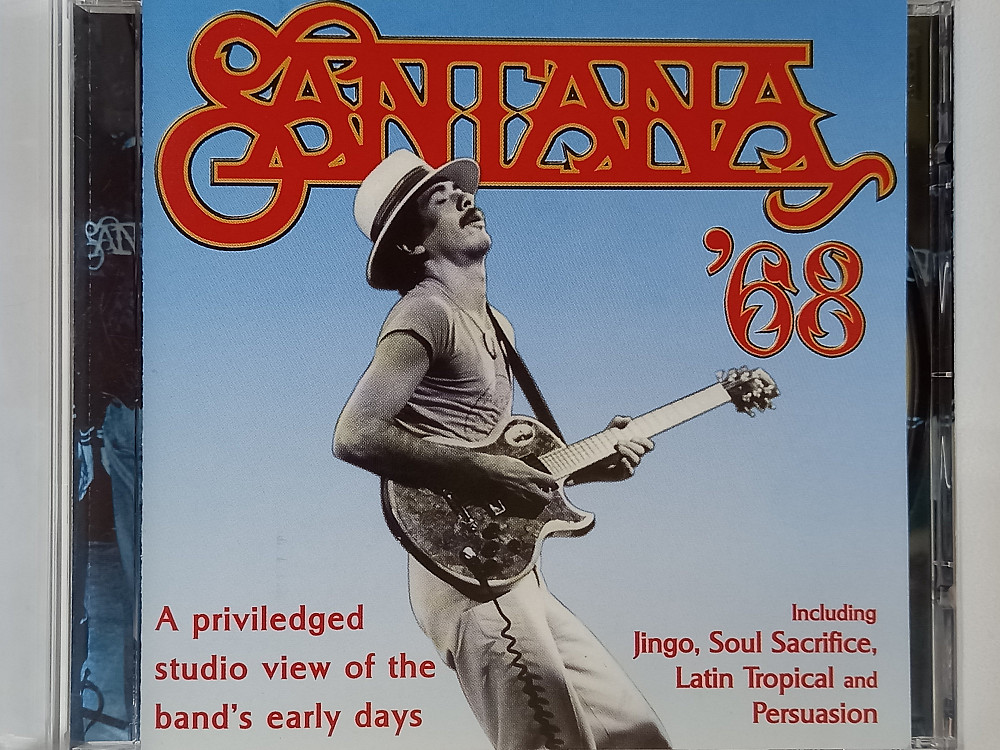 SANTANA
'68
A priviledged
studio view of the
band's early days
Including
Jingo, Soul Sacrifice,
Latin Tropical and
Persuasion